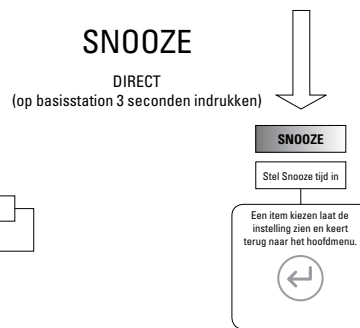 SNOOZE
DIRECT
(op basisstation 3 seconden indrukken)
SNOOZE
Stel Snooze tijd in
Een item kiezen laat de
instelling zien en keert
terug naar het hoofdmenu.